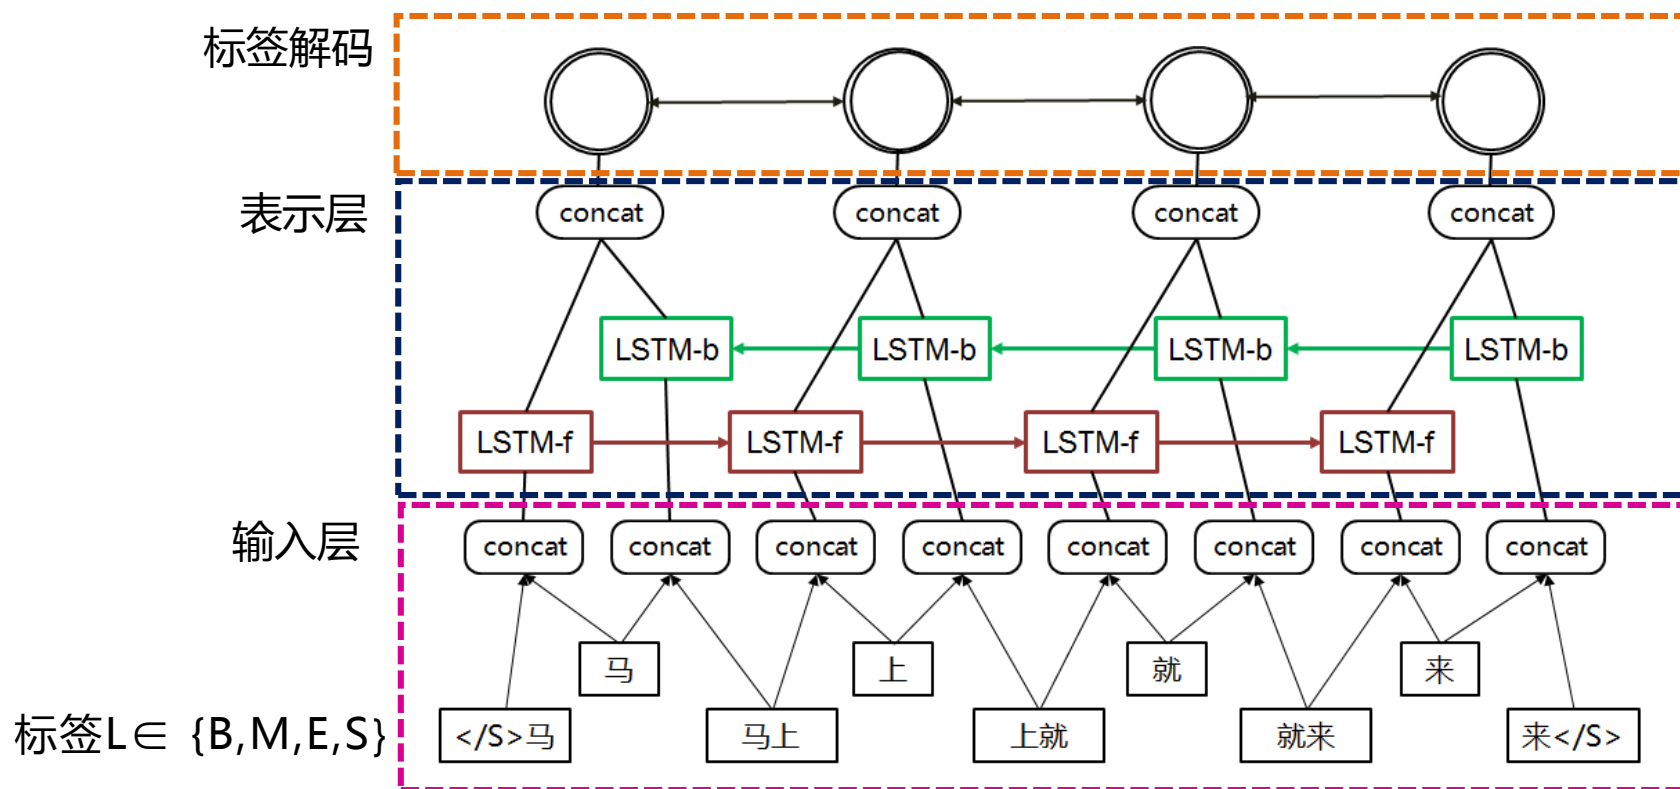 标签解码
表示层
concat concat concat concat
LSTM-b LSTM-b LSTM-b LSTM-b
LSTM-f LSTM-f LSTM-f LSTM-f
输入层
concat concat concat concat concat concat concat concat
马 上 就 来
标签L∈ {B,M,E,S}
</S>马 马上 上就 就来 来</S>